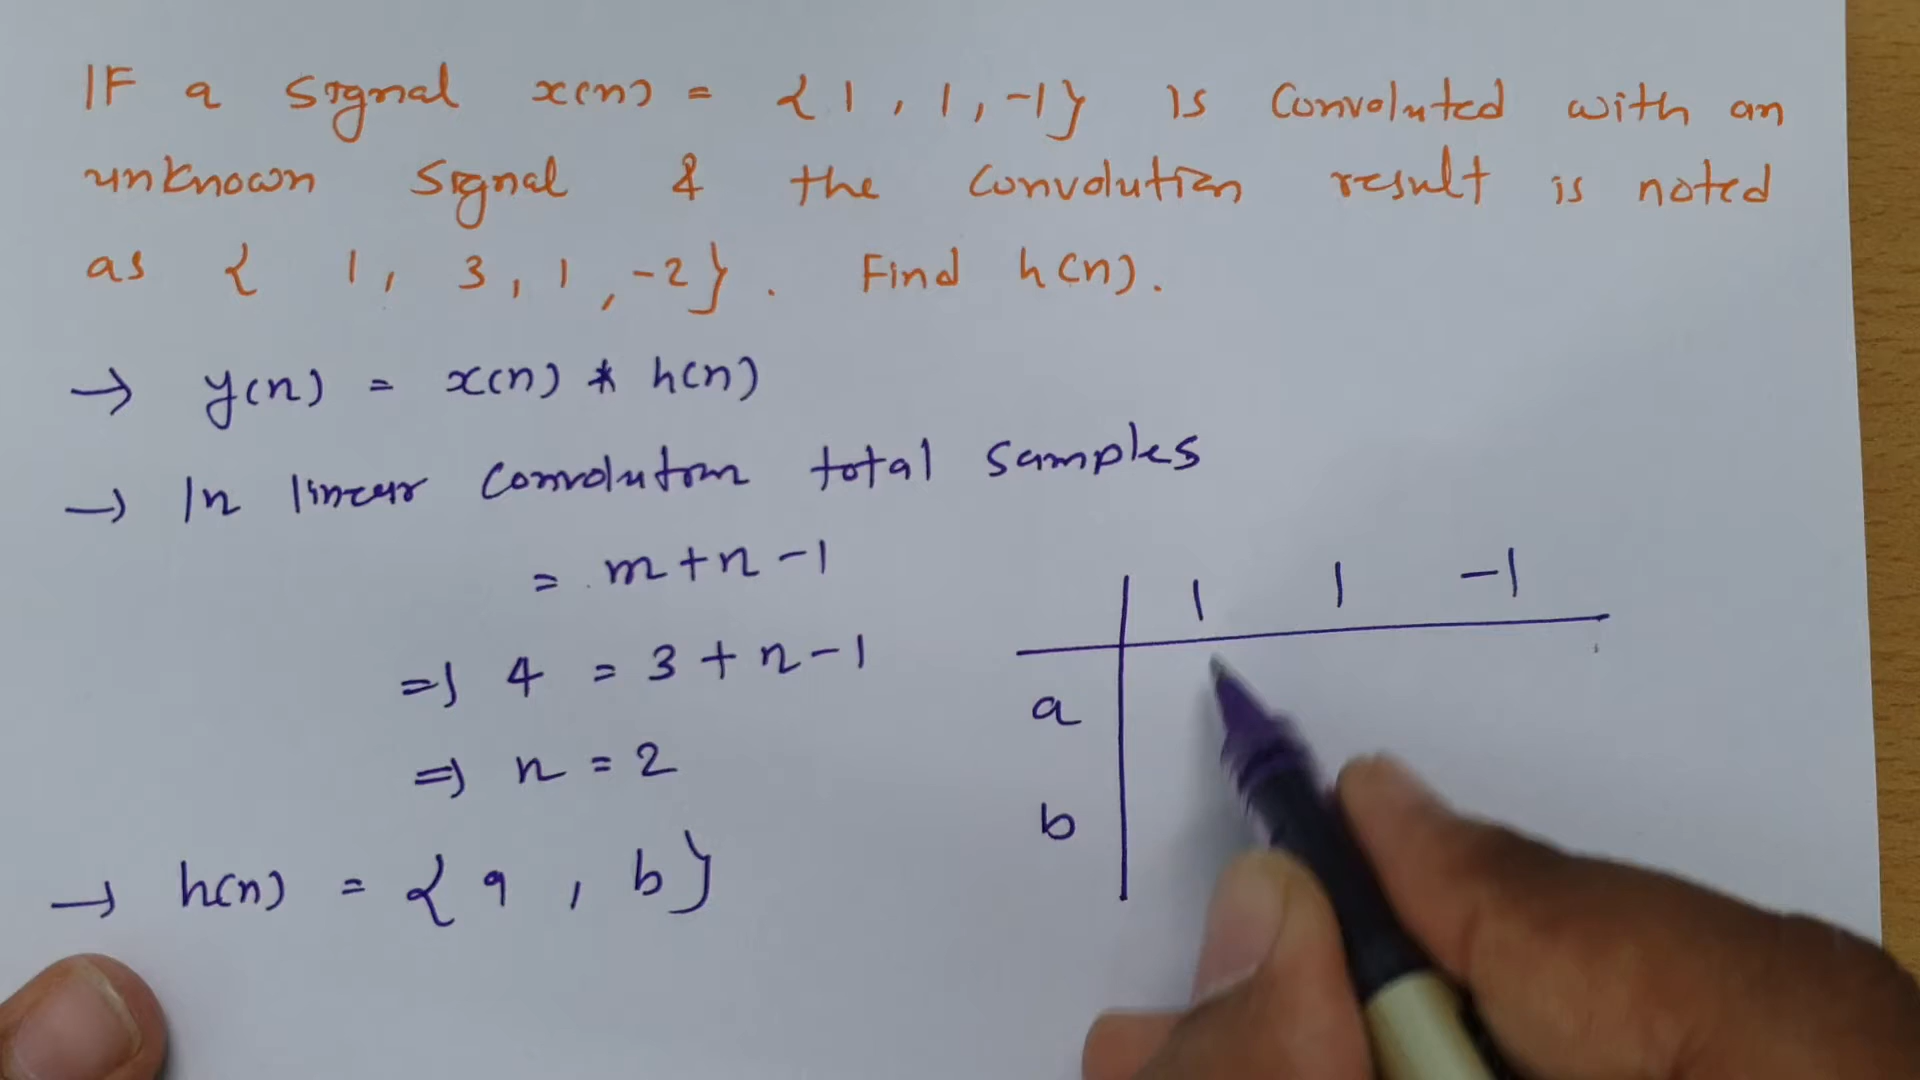 IF a signal x(n) = {1, 1, -1} is convoluted with an
unknown signal & the convolution result is noted
as { 1, 3, 1, -2}. Find h(n).
→ y(n) = x(n) * h(n)
→ In linear convolution total samples
= m+n-1
⇒ 4 = 3+n-1
⇒ n = 2
→ h(n) = {a, b}
1 1 -1
a
b